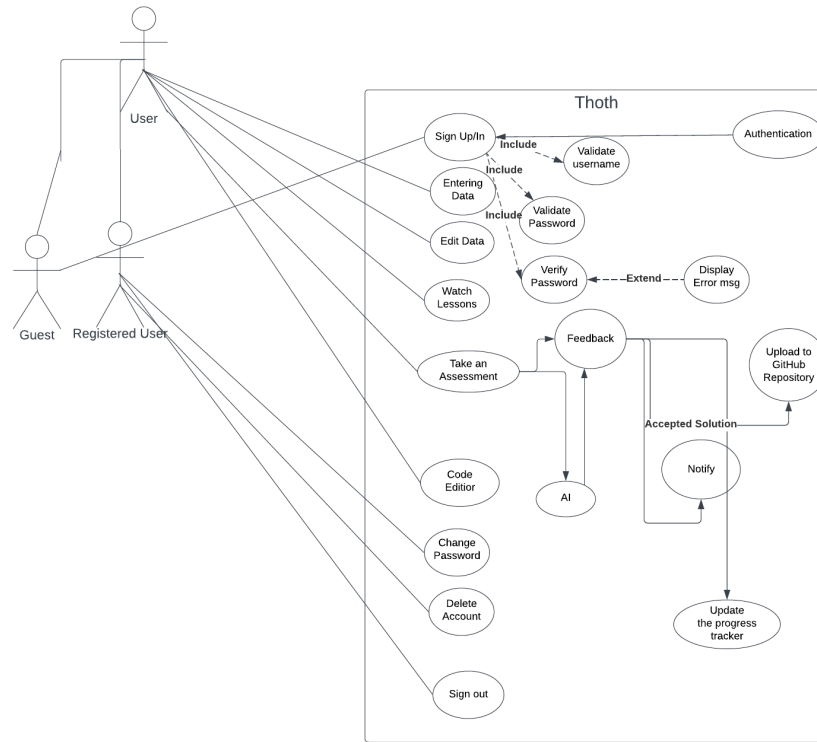 User
Thoth
Sign Up/In
Authentication
Include
Validate
username
Include
Entering
Data
Include
Validate
Password
Edit Data
Verify
Password
Extend
Display
Error msg
Watch
Lessons
Guest
Registered User
Feedback
Take an
Assessment
Upload to
GitHub
Repository
Accepted Solution
Code
Editior
Notify
AI
Change
Password
Delete
Account
Update
the progress
tracker
Sign out